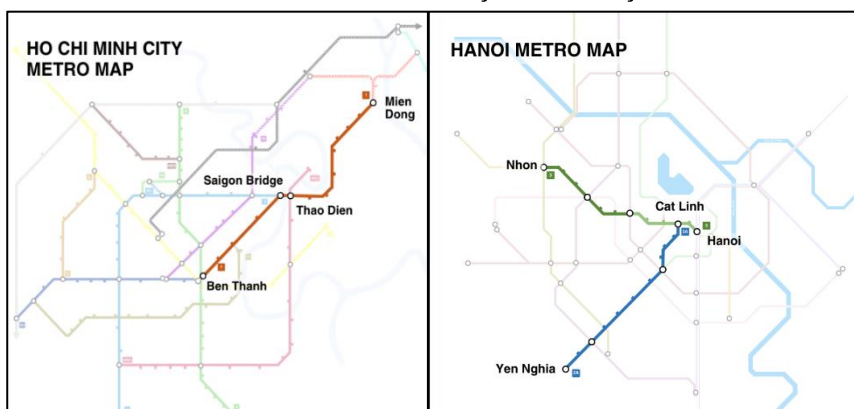 HO CHI MINH CITY
METRO MAP
Mien
Dong
Saigon Bridge
Thao Dien
Ben Thanh
HANOI METRO MAP
Nhon
Cat Linh
Hanoi
Yen Nghia